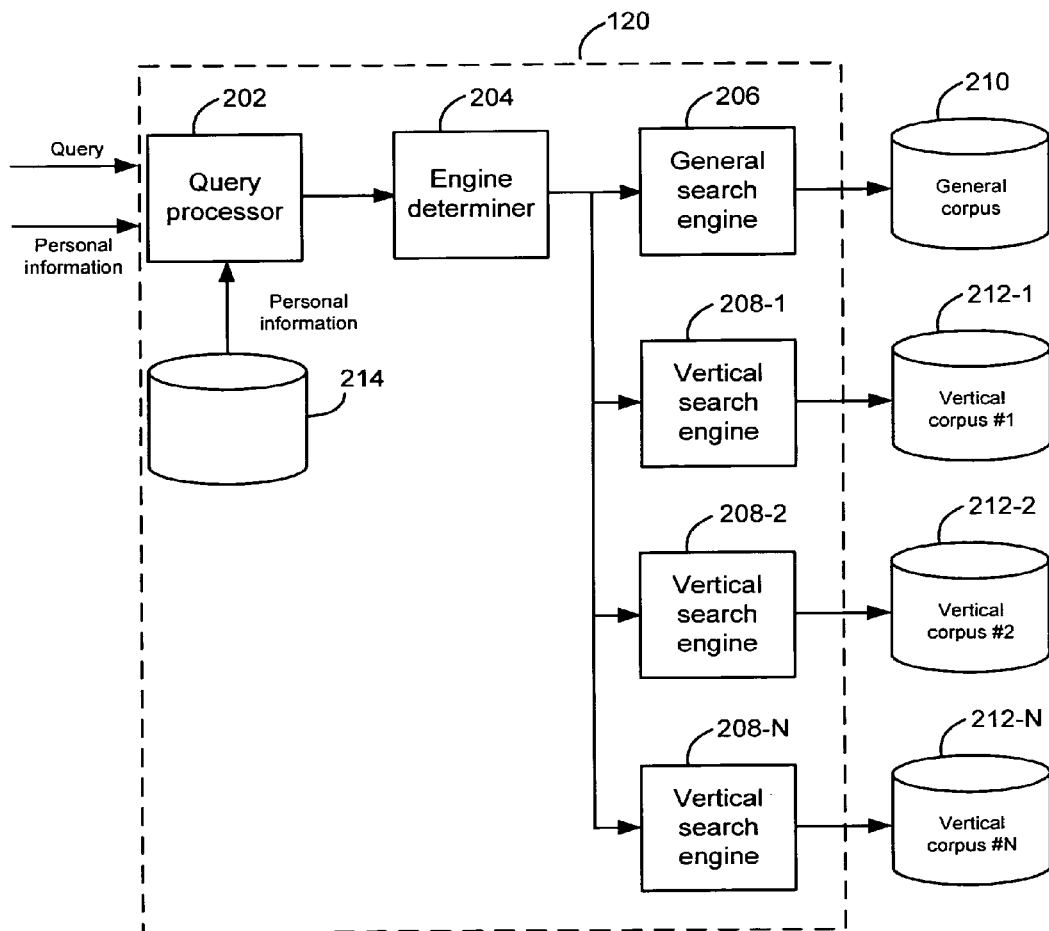 120
202
204
206
210
Query
Query
processor
Engine
determiner
General
search
engine
General
corpus
Personal
information
Personal
information
208-1
212-1
214
Vertical
search
engine
Vertical
corpus #1
208-2
212-2
Vertical
search
engine
Vertical
corpus #2
208-N
212-N
Vertical
search
engine
Vertical
corpus #N